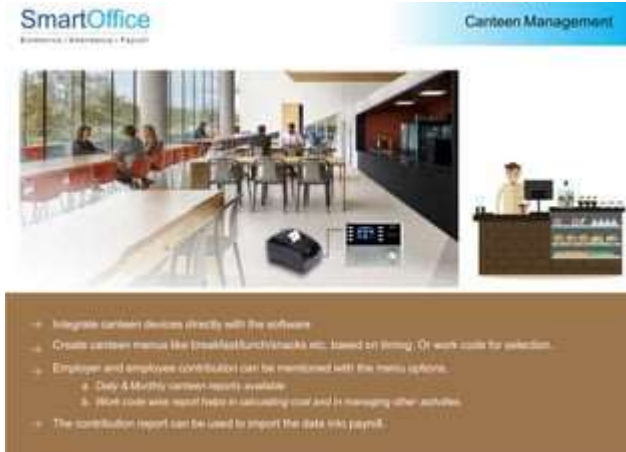 SmartOffice
Biometrics • Attendance • Payroll
Canteen Management
Integrate canteen devices directly with the software
Create canteen menus like breakfast/lunch/snacks etc. based on timing. Or work code for selection.
Employer and employee contribution can be mentioned with the menu options.
a. Daily & Monthly canteen reports available
b. Work code wise report helps in calculating cost and in managing other activities.
The contribution report can be used to import the data into payroll.